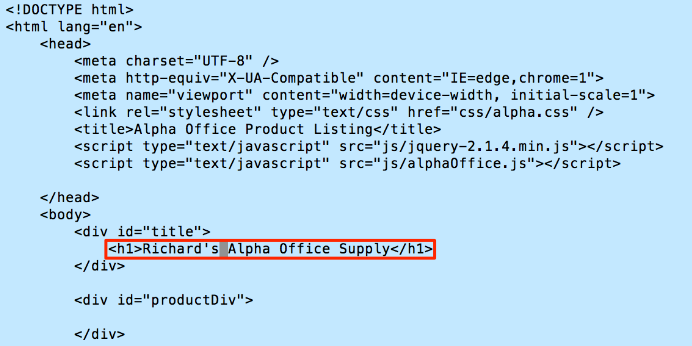 <!DOCTYPE html>
<html lang="en">
    <head>
        <meta charset="UTF-8" />
        <meta http-equiv="X-UA-Compatible" content="IE=edge,chrome=1">
        <meta name="viewport" content="width=device-width, initial-scale=1">
        <link rel="stylesheet" type="text/css" href="css/alpha.css" />
        <title>Alpha Office Product Listing</title>
        <script type="text/javascript" src="js/jquery-2.1.4.min.js"></script>
        <script type="text/javascript" src="js/alphaOffice.js"></script>

    </head>
    <body>
        <div id="title">
            <h1>Richard's Alpha Office Supply</h1>
        </div>

        <div id="productDiv">

        </div>